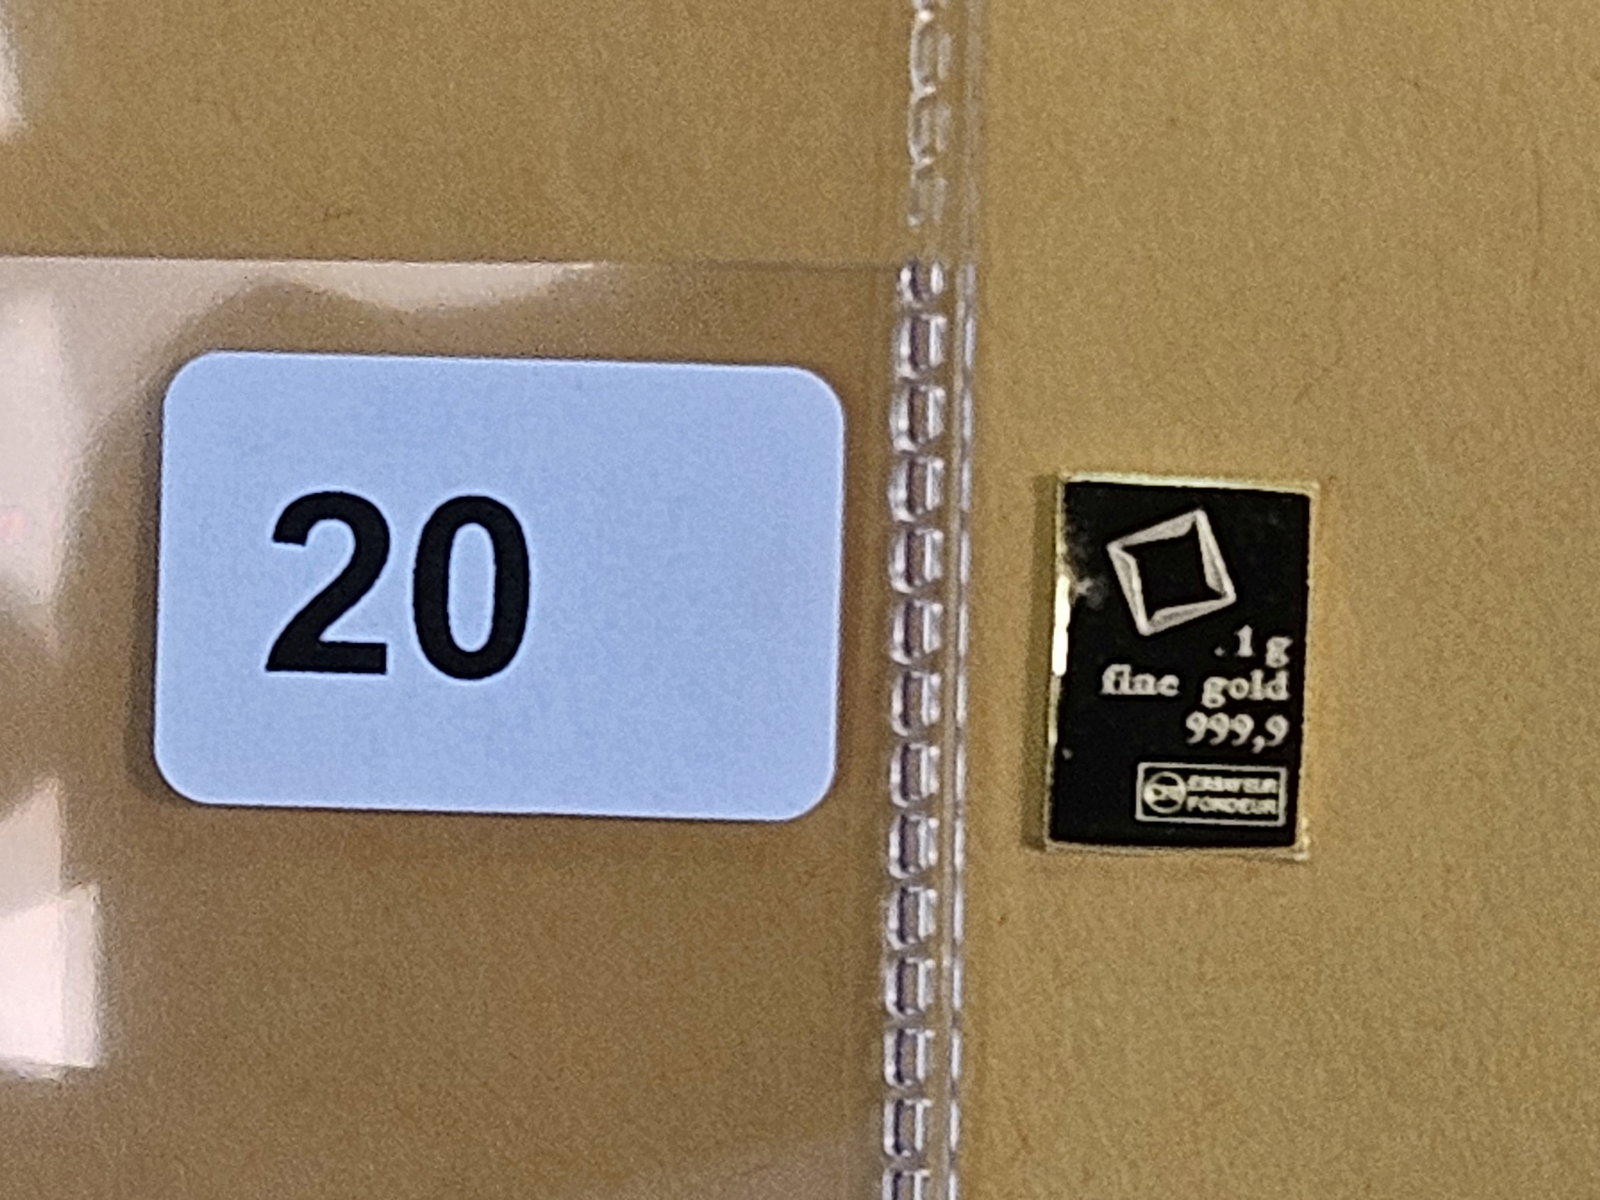 20
.1 g
fine gold
999,9
ESSAYEUR
FONDEUR